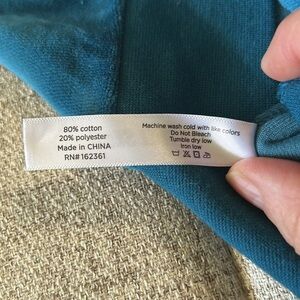 80% cotton
20% polyester
Made in CHINA
RN# 162361
Machine wash cold with like colors
Do Not Bleach
Tumble dry low
Iron low